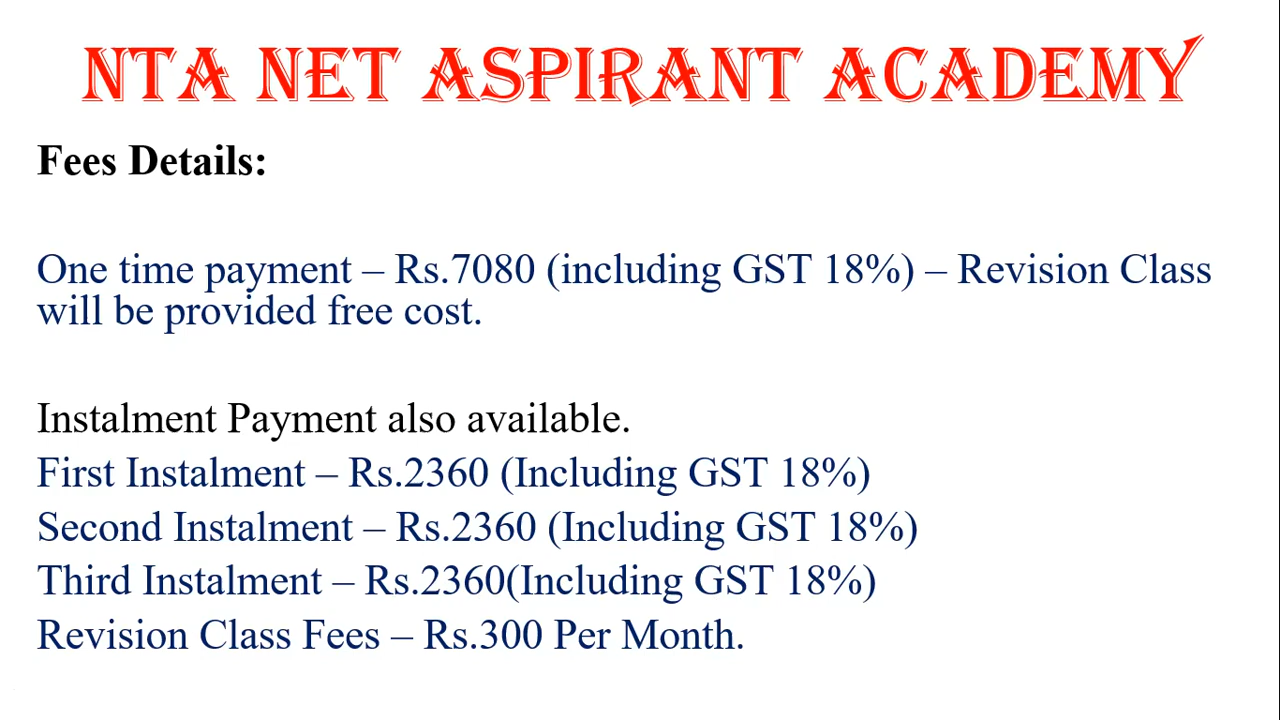 NTA NET ASPIRANT ACADEMY
Fees Details:
One time payment – Rs.7080 (including GST 18%) – Revision Class
will be provided free cost.
Instalment Payment also available.
First Instalment – Rs.2360 (Including GST 18%)
Second Instalment – Rs.2360 (Including GST 18%)
Third Instalment – Rs.2360(Including GST 18%)
Revision Class Fees – Rs.300 Per Month.